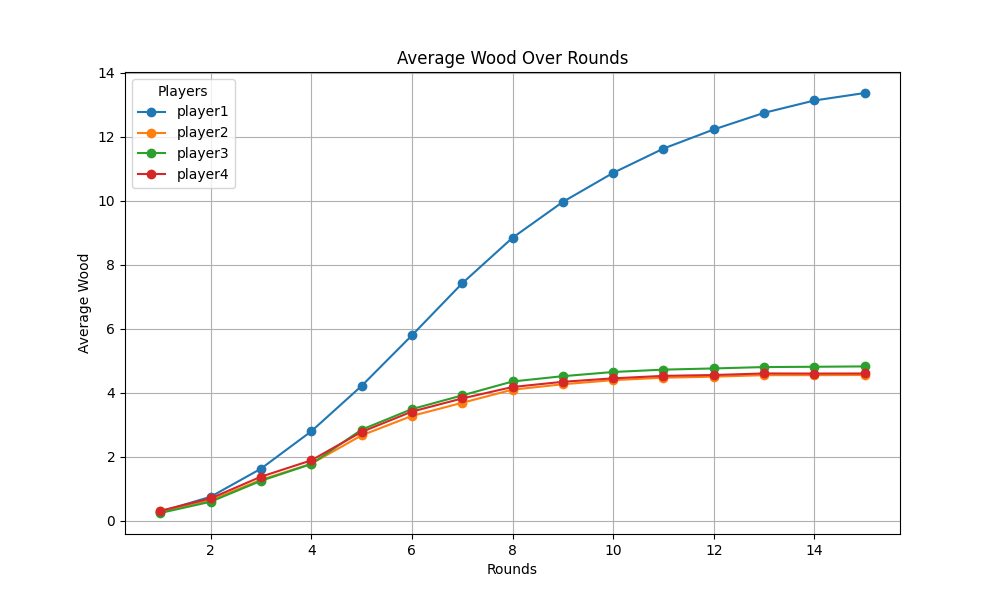 Average Wood Over Rounds
Players
player1
player2
player3
player4
Average Wood
14
12
10
8
6
4
2
0
2 4 6 8 10 12 14
Rounds